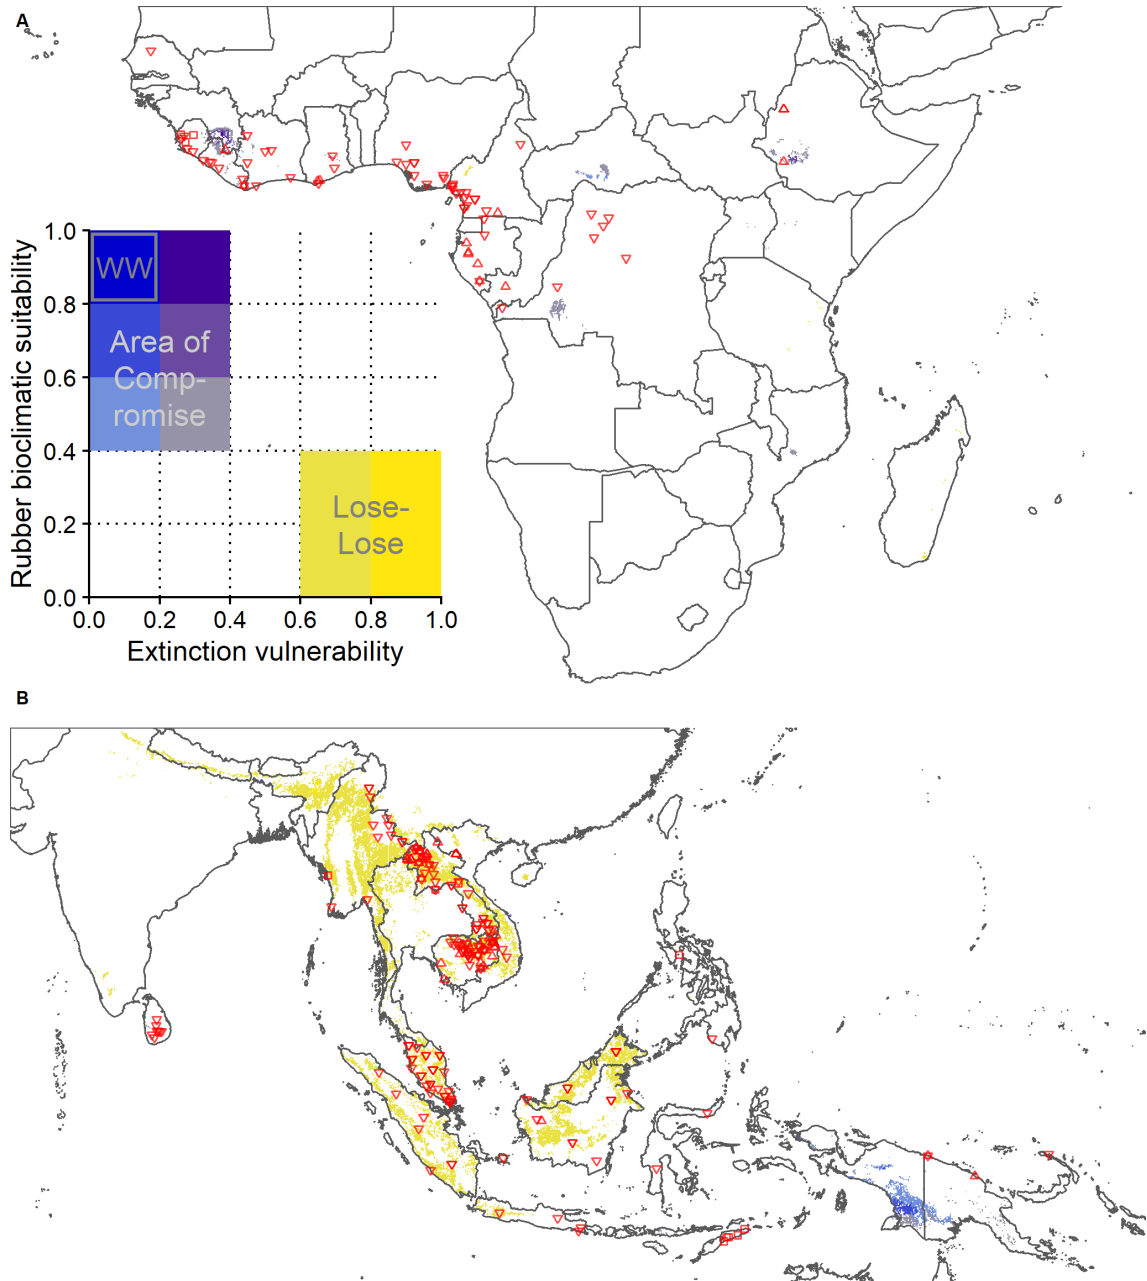 A
Rubber bioclimatic suitability
1.0
0.8
0.6
0.4
0.2
0.0
WW
Area of
Comp-
romise
Lose-
Lose
0.0 0.2 0.4 0.6 0.8 1.0
Extinction vulnerability
B